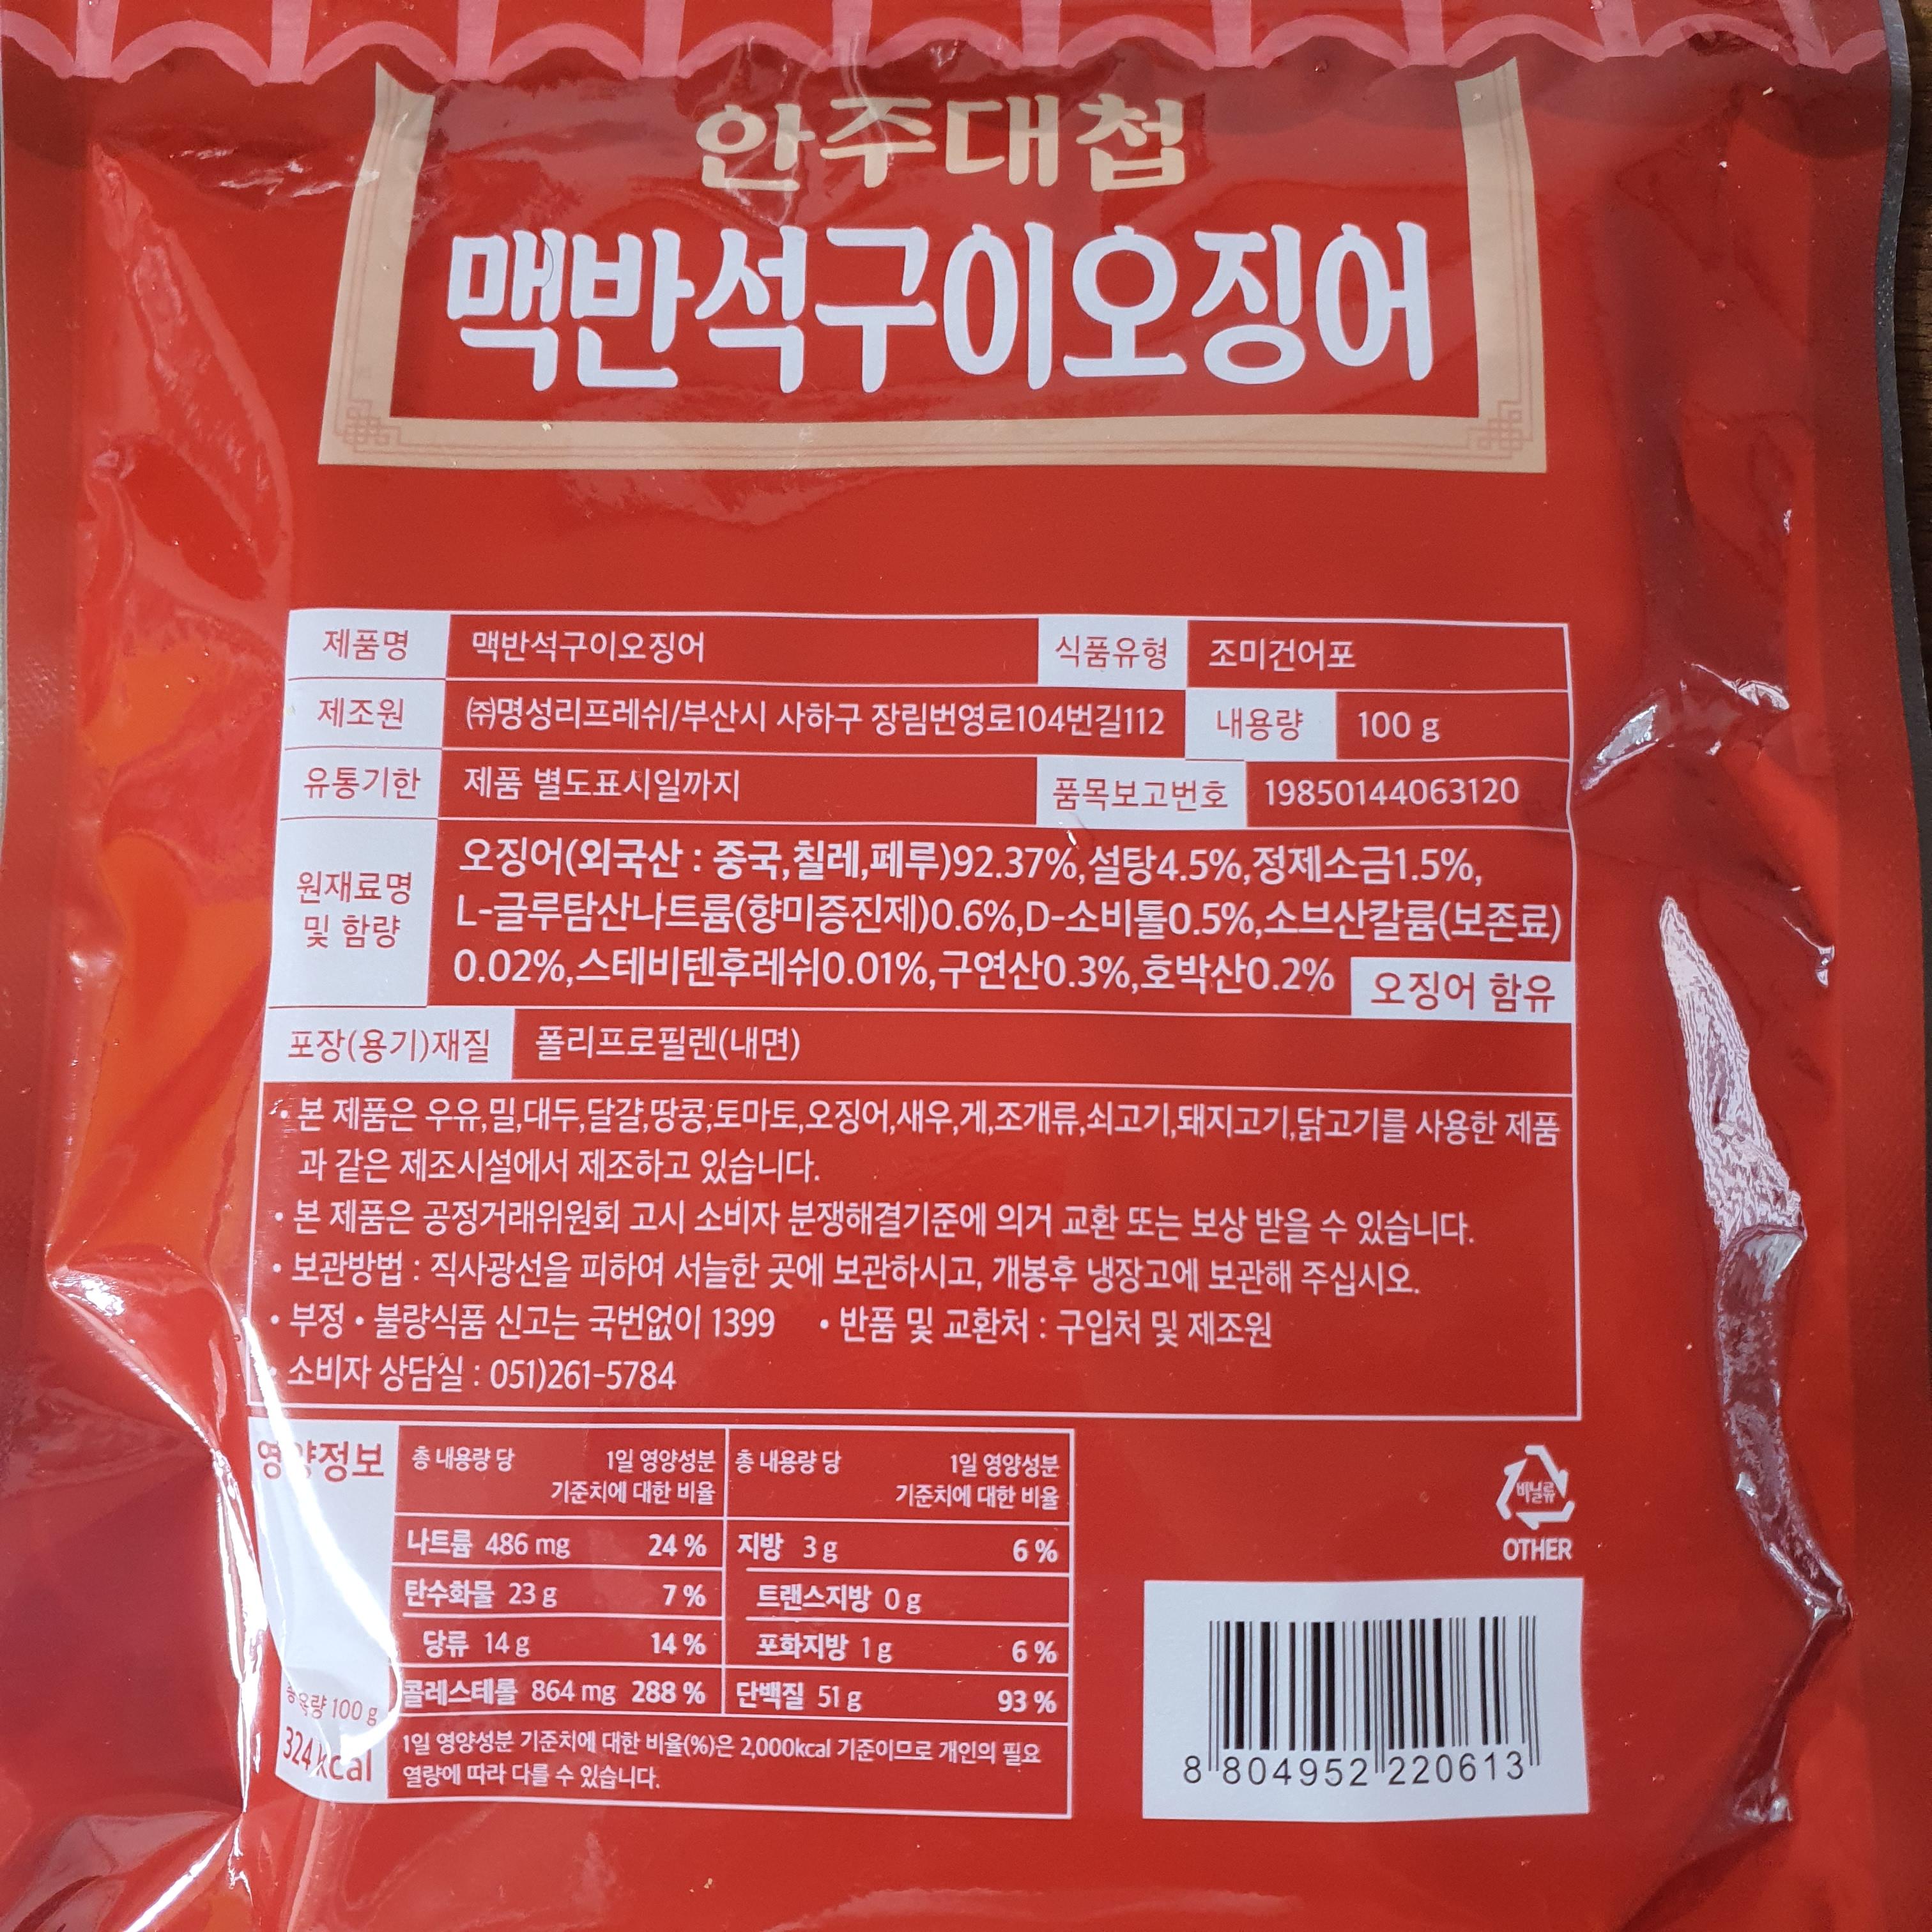 안주대첩
맥반석구이오징어
제품명 맥반석구이오징어 식품유형 조미건어포
제조원 ㈜명성리프레쉬/부산시 사하구 장림번영로104번길112 내용량 100 g
유통기한 제품 별도표시일까지 품목보고번호 19850144063120
원재료명 및 함량
오징어(외국산 : 중국,칠레,페루)92.37%,설탕4.5%,정제소금1.5%,
L-글루탐산나트륨(향미증진제)0.6%,D-소비톨0.5%,소브산칼륨(보존료)
0.02%,스테비텐후레쉬0.01%,구연산0.3%,호박산0.2% 오징어 함유
포장(용기)재질 폴리프로필렌(내면)
• 본 제품은 우유,밀,대두,달걀,땅콩,토마토,오징어,새우,게,조개류,쇠고기,돼지고기,닭고기를 사용한 제품
과 같은 제조시설에서 제조하고 있습니다.
• 본 제품은 공정거래위원회 고시 소비자 분쟁해결기준에 의거 교환 또는 보상 받을 수 있습니다.
• 보관방법 : 직사광선을 피하여 서늘한 곳에 보관하시고, 개봉후 냉장고에 보관해 주십시오.
• 부정 • 불량식품 신고는 국번없이 1399 • 반품 및 교환처 : 구입처 및 제조원
• 소비자 상담실 : 051)261-5784
영양정보 총 내용량 당 1일 영양성분 총 내용량 당 1일 영양성분
기준치에 대한 비율 기준치에 대한 비율
나트륨 486 mg 24 % 지방 3 g 6 %
탄수화물 23 g 7 % 트랜스지방 0 g
당류 14 g 14 % 포화지방 1 g 6 %
콜레스테롤 864 mg 288 % 단백질 51 g 93 %
100 g
324 kcal
1일 영양성분 기준치에 대한 비율(%)은 2,000kcal 기준이므로 개인의 필요
열량에 따라 다를 수 있습니다.
비닐류
OTHER
8 804952 220613